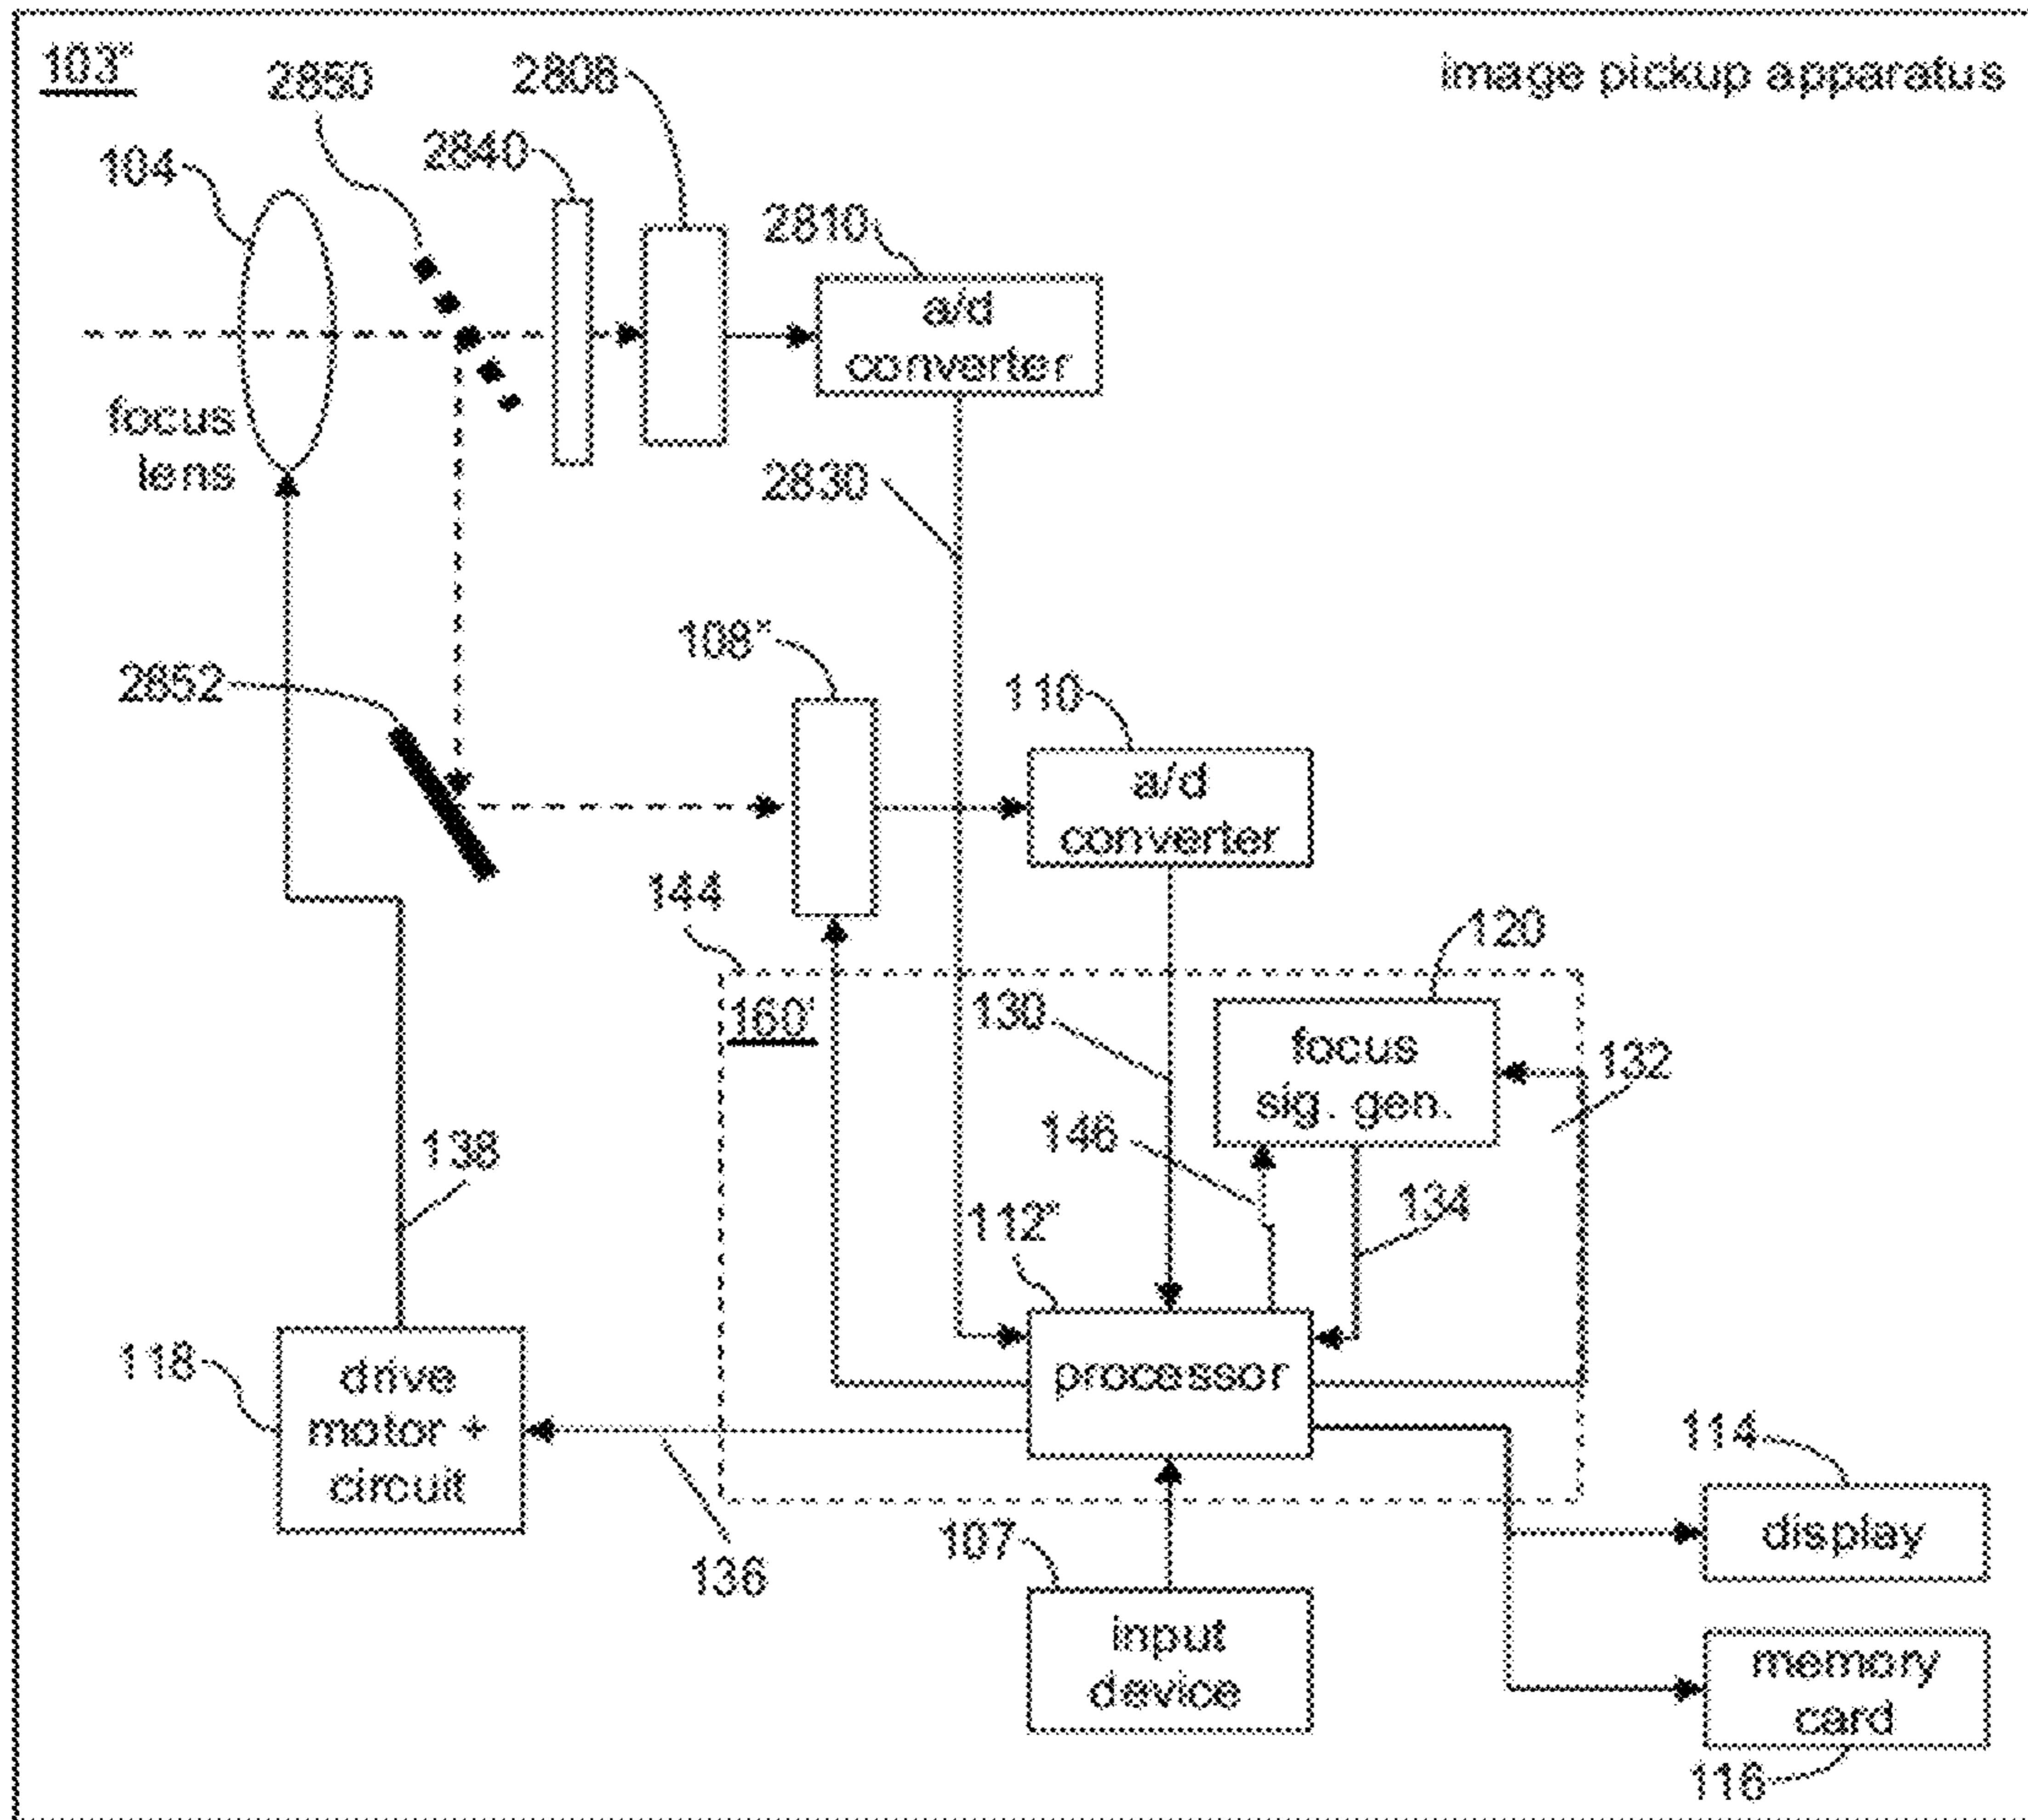 103"
image pickup apparatus
2850
2808
2840
104
2810
a/d
converter
focus
lens
2830
108"
2852
110
a/d
converter
144
120
160'
130
focus
sig. gen.
132
146
138
134
112"
118
drive
motor +
circuit
processor
114
display
107
136
input
device
memory
card
116